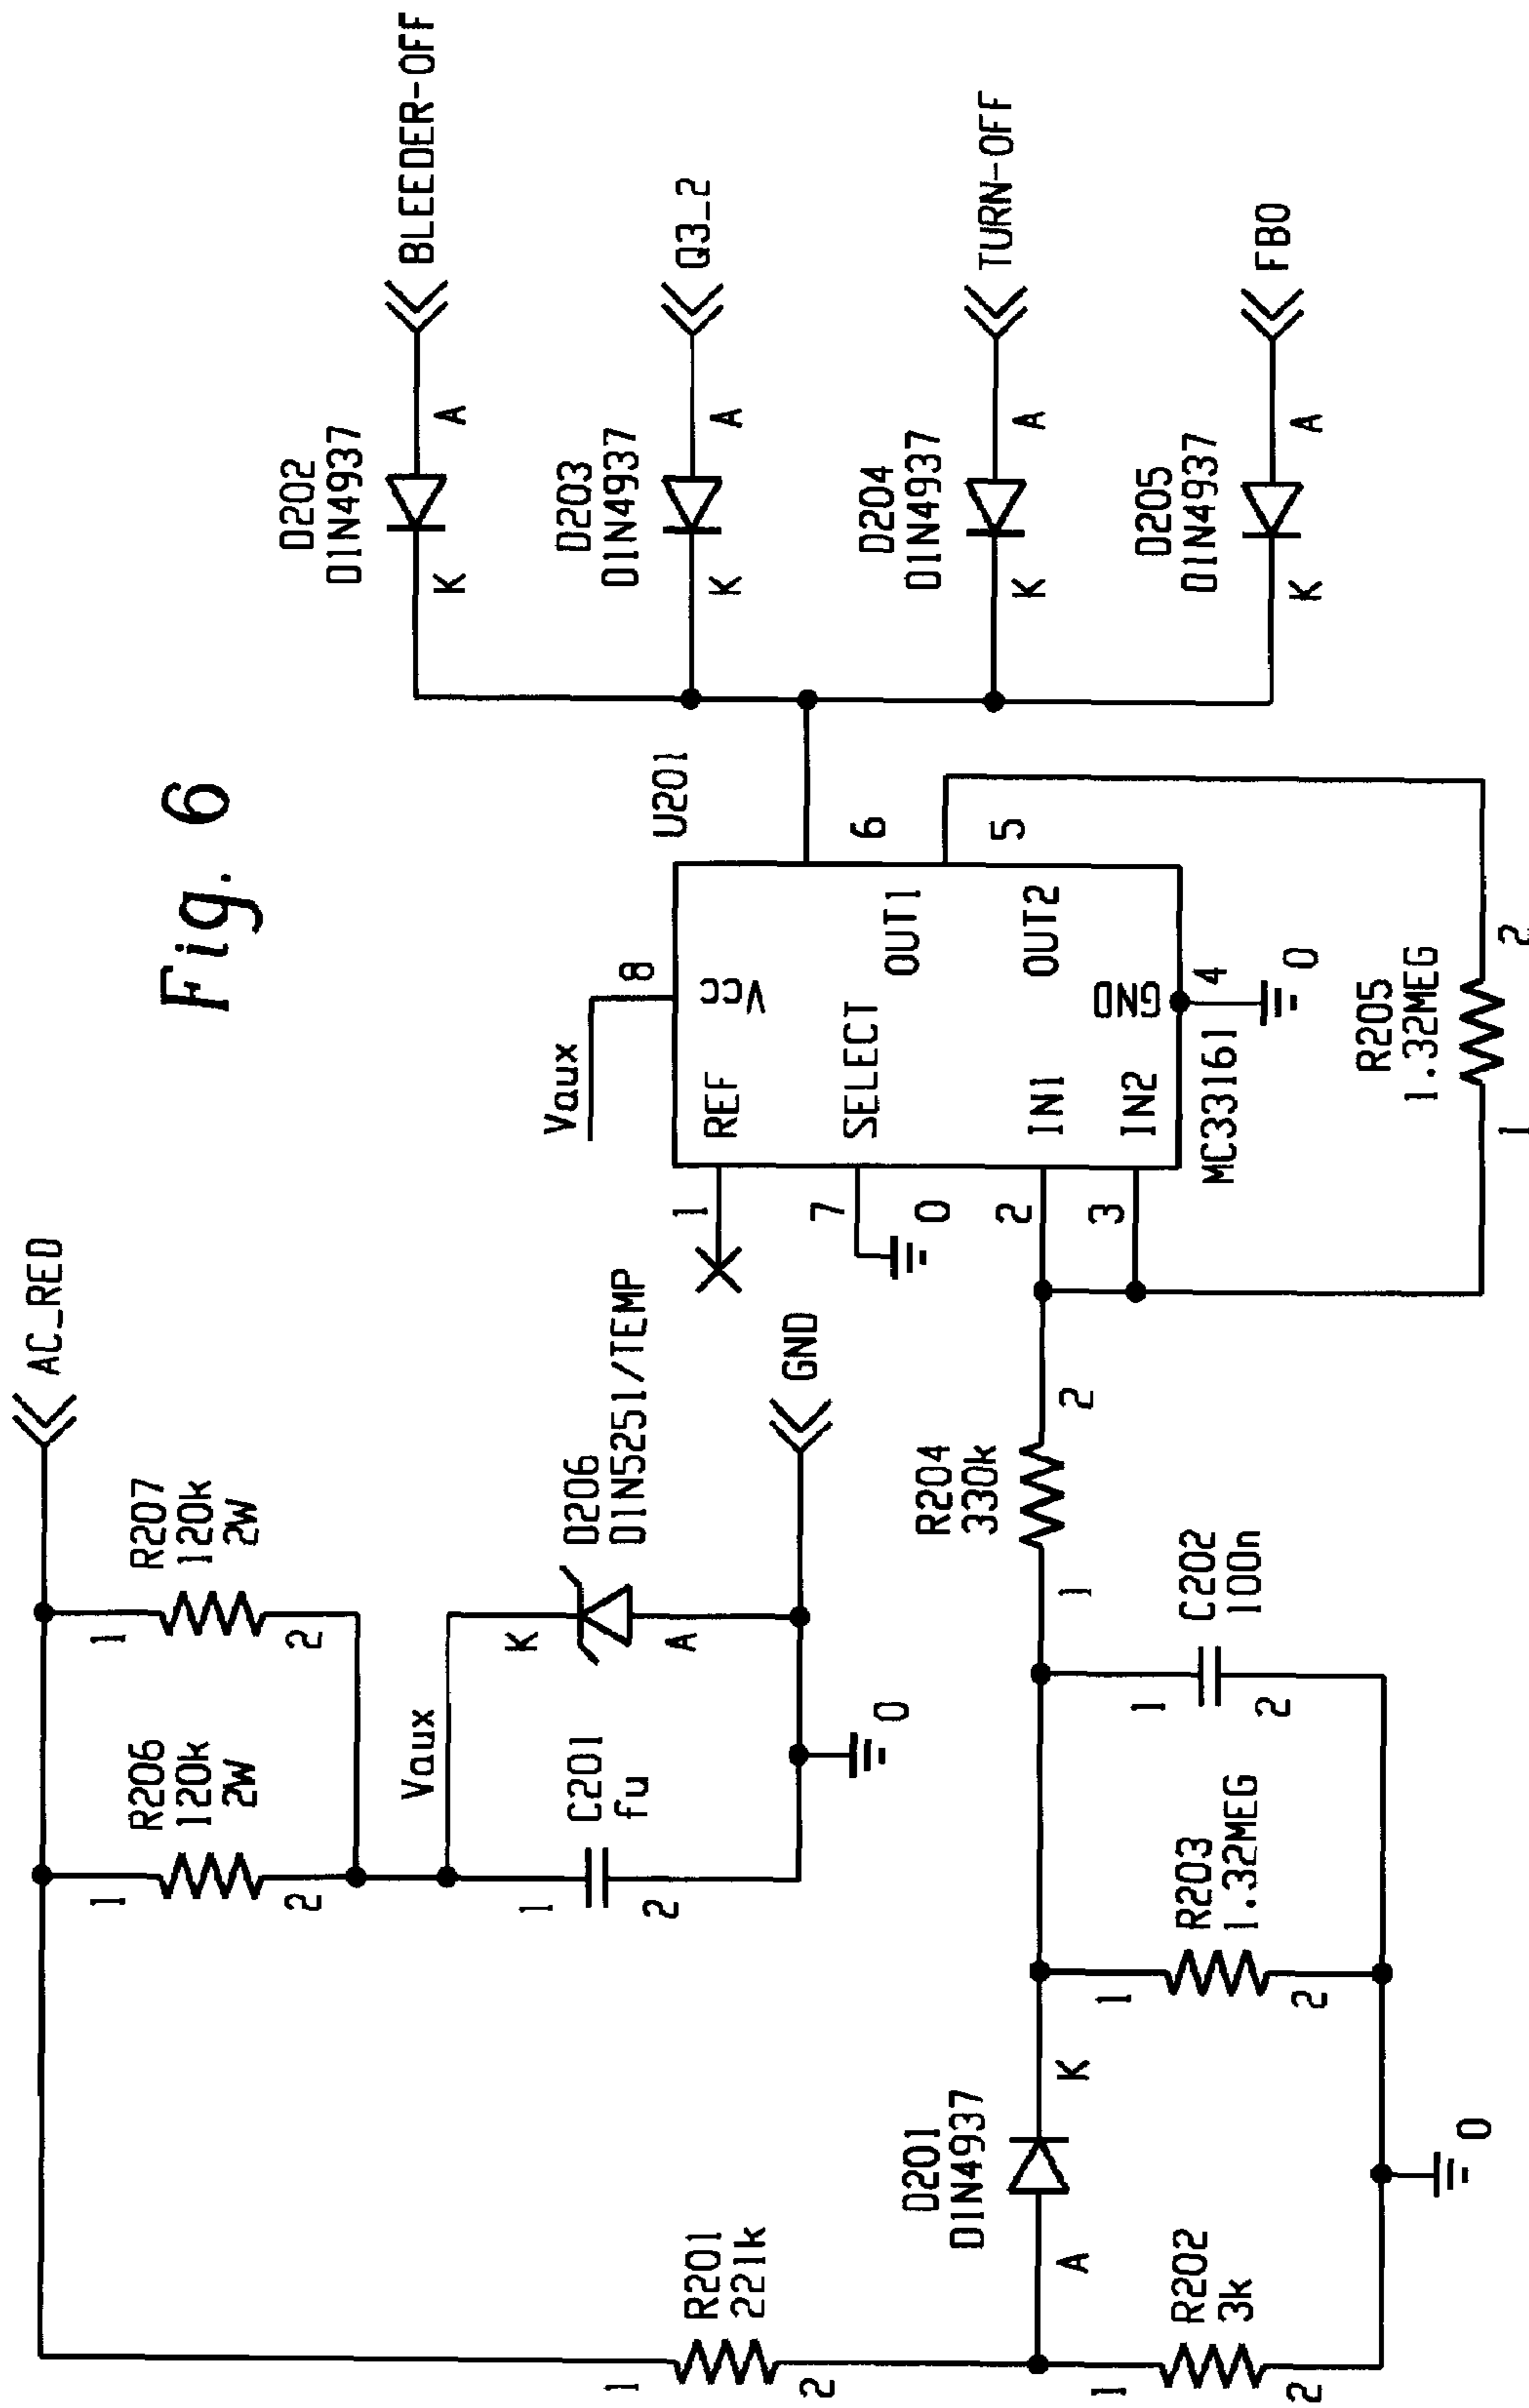 Fig. 6
AC_RED
R206
120k
2W
1
2
R207
120k
2W
1
2
Vaux
C201
fu
1
2
D206
D1N5251/TEMP
K
A
GND
0
R201
221k
1
2
R202
3k
1
2
D201
D1N4937
A
K
R203
1.32MEG
1
2
C202
100n
1
2
0
R204
330k
1
2
Vaux
8
U201
1
REF
Vcc
7
SELECT
0
2
IN1
3
IN2
OUT1
6
OUT2
5
GND
4
0
MC33161
R205
1.32MEG
1
2
D202
D1N4937
K
A
BLEEDER-OFF
D203
D1N4937
K
A
Q3_2
D204
D1N4937
K
A
TURN-OFF
D205
D1N4937
K
A
FB0